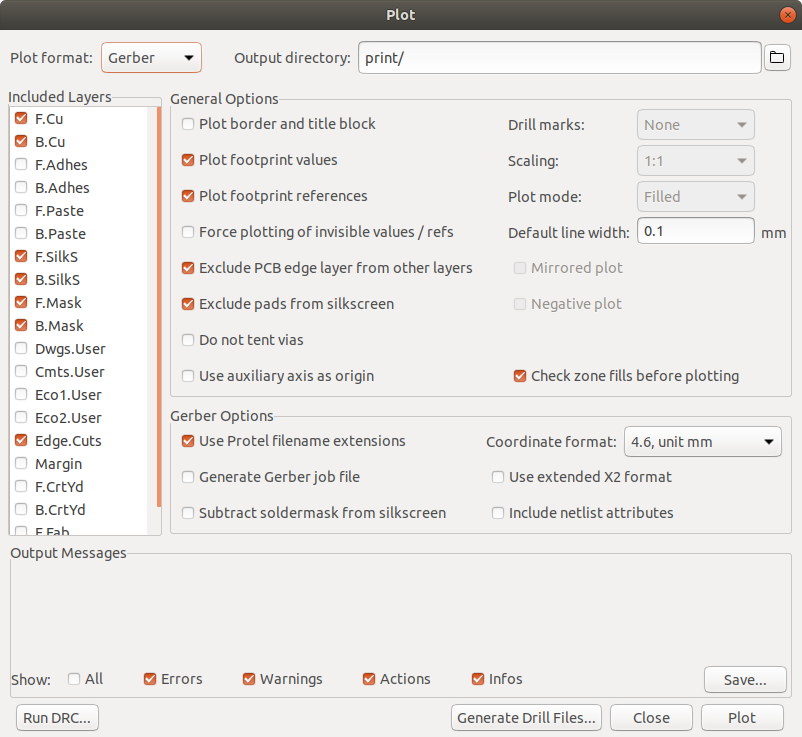 Plot
Plot format: Gerber Output directory: print/
Included Layers
F.Cu
B.Cu
F.Adhes
B.Adhes
F.Paste
B.Paste
F.SilkS
B.SilkS
F.Mask
B.Mask
Dwgs.User
Cmts.User
Eco1.User
Eco2.User
Edge.Cuts
Margin
F.CrtYd
B.CrtYd
F.Fab
General Options
Plot border and title block Drill marks: None
Plot footprint values Scaling: 1:1
Plot footprint references Plot mode: Filled
Force plotting of invisible values / refs Default line width: 0.1 mm
Exclude PCB edge layer from other layers Mirrored plot
Exclude pads from silkscreen Negative plot
Do not tent vias
Use auxiliary axis as origin Check zone fills before plotting
Gerber Options
Use Protel filename extensions Coordinate format: 4.6, unit mm
Generate Gerber job file Use extended X2 format
Subtract soldermask from silkscreen Include netlist attributes
Output Messages
Show: All Errors Warnings Actions Infos Save...
Run DRC... Generate Drill Files... Close Plot